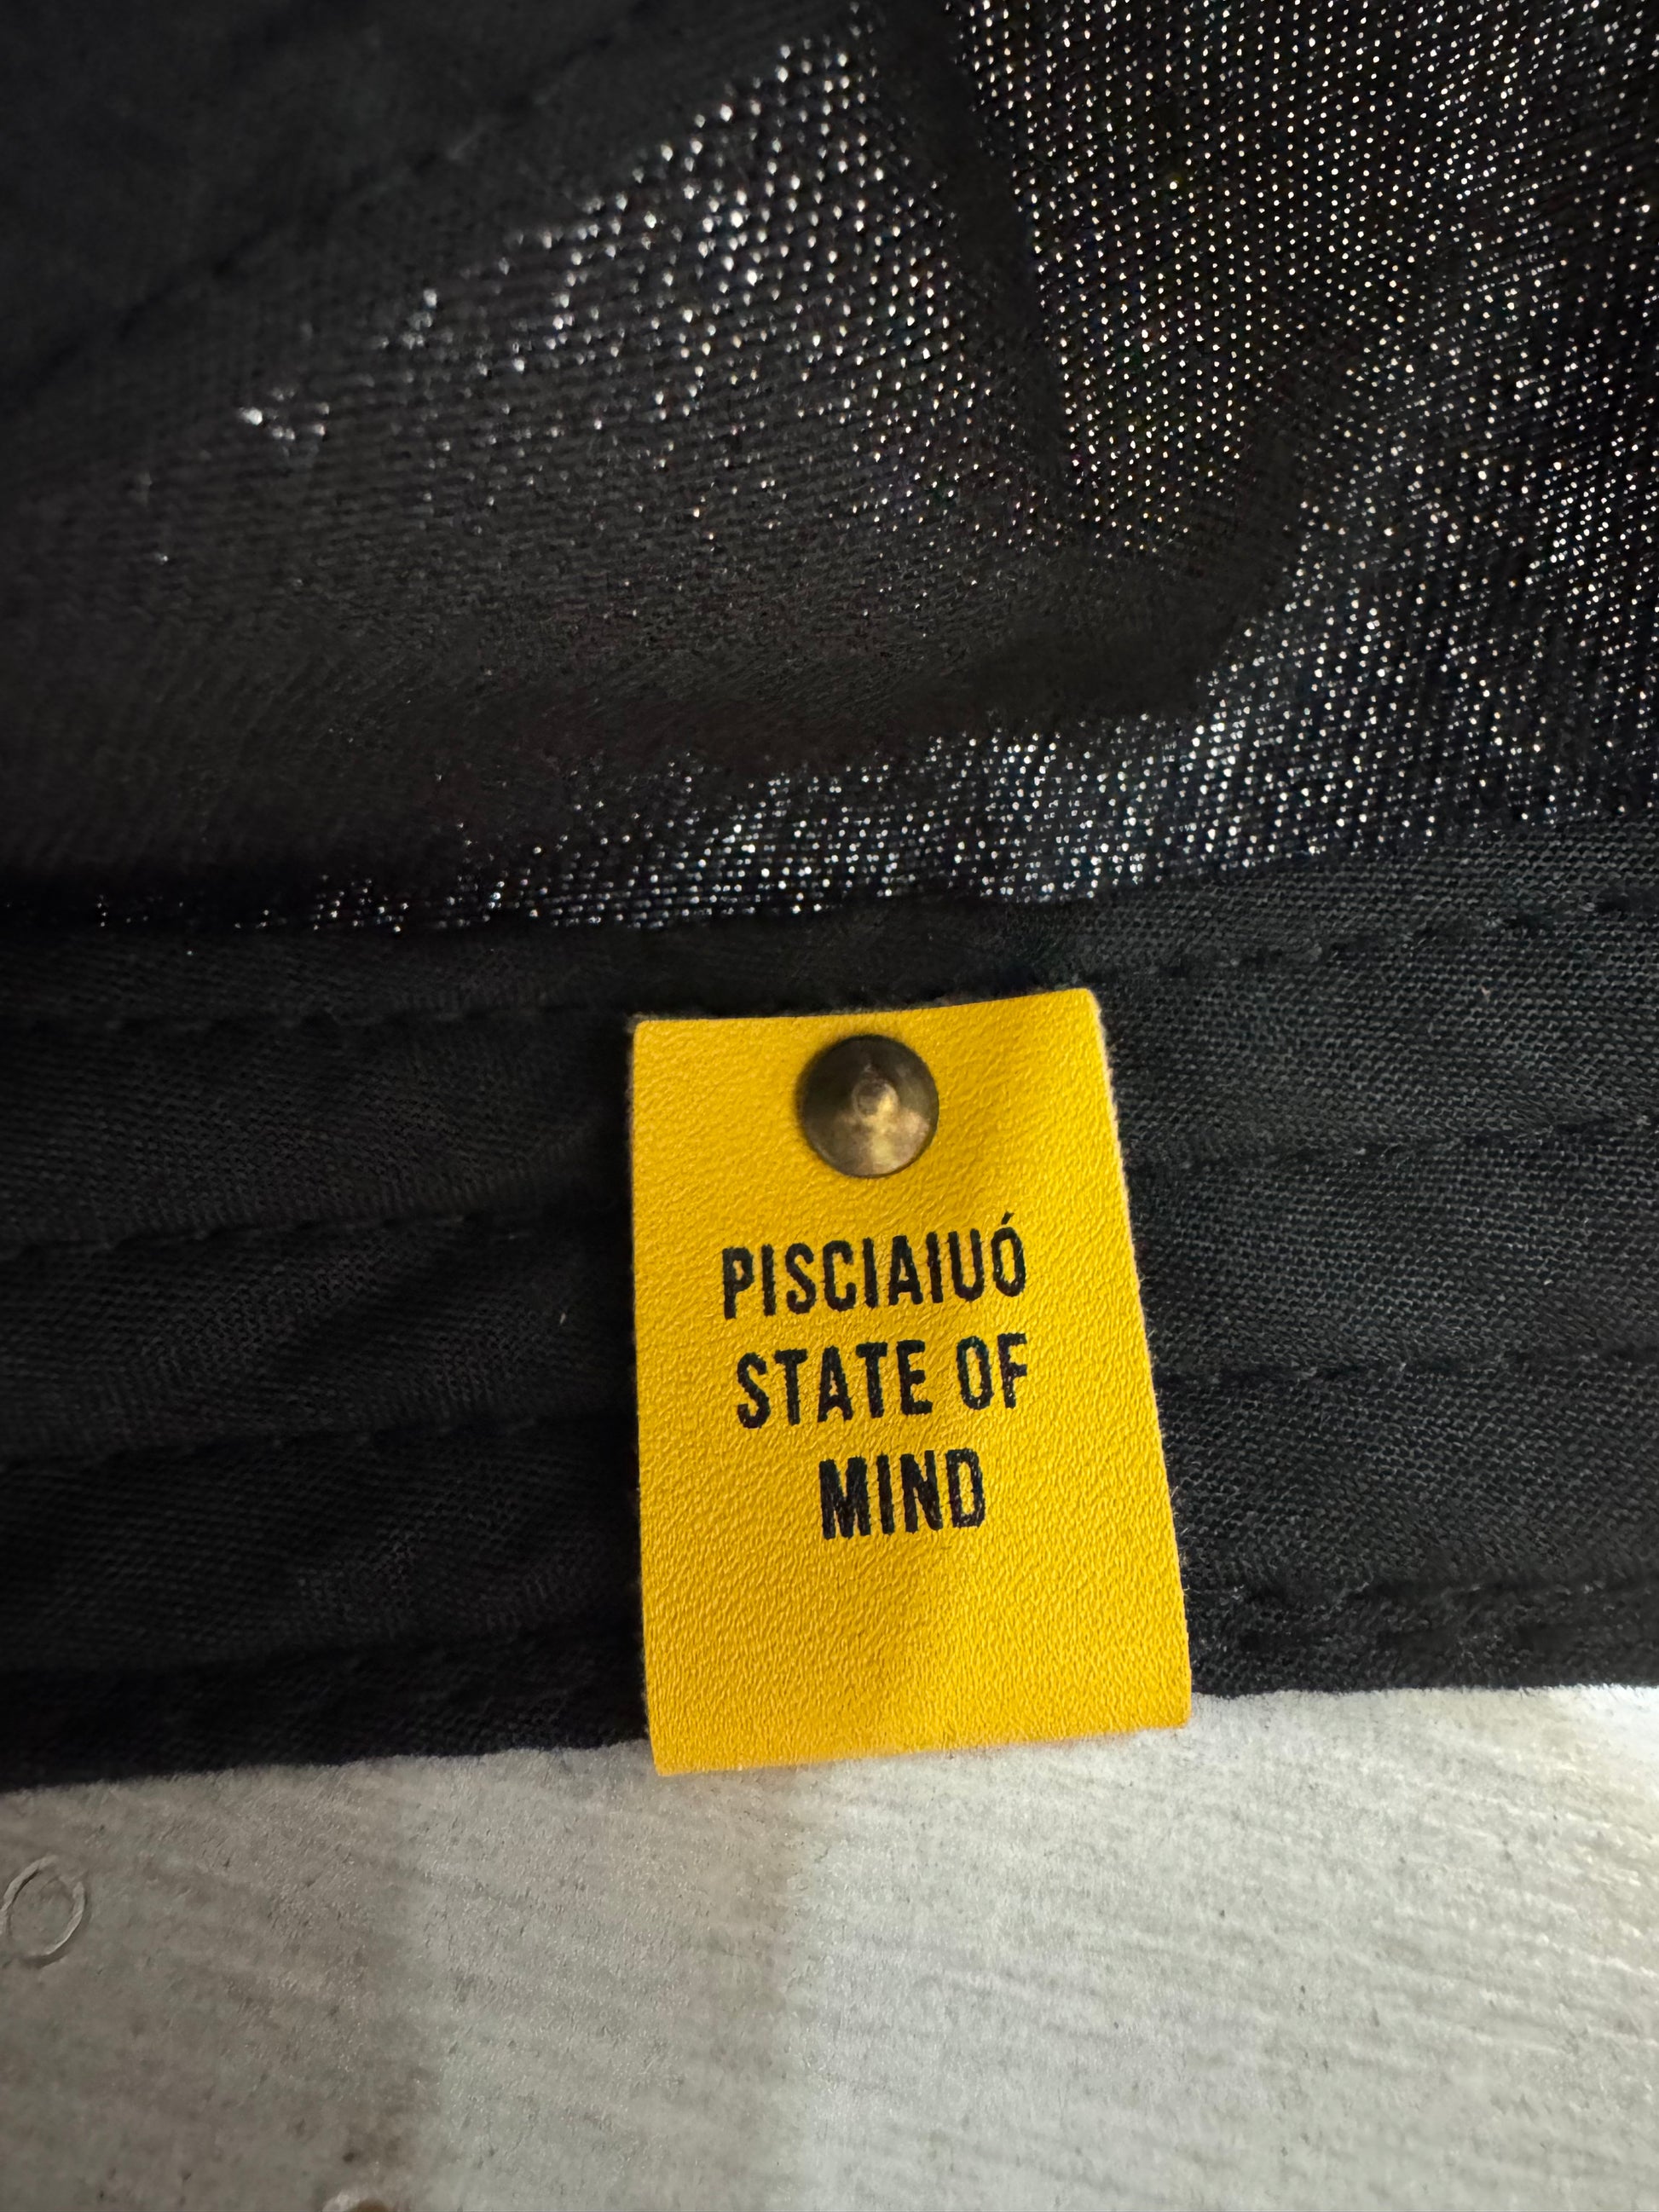 PISCIAIUÓ
STATE OF
MIND